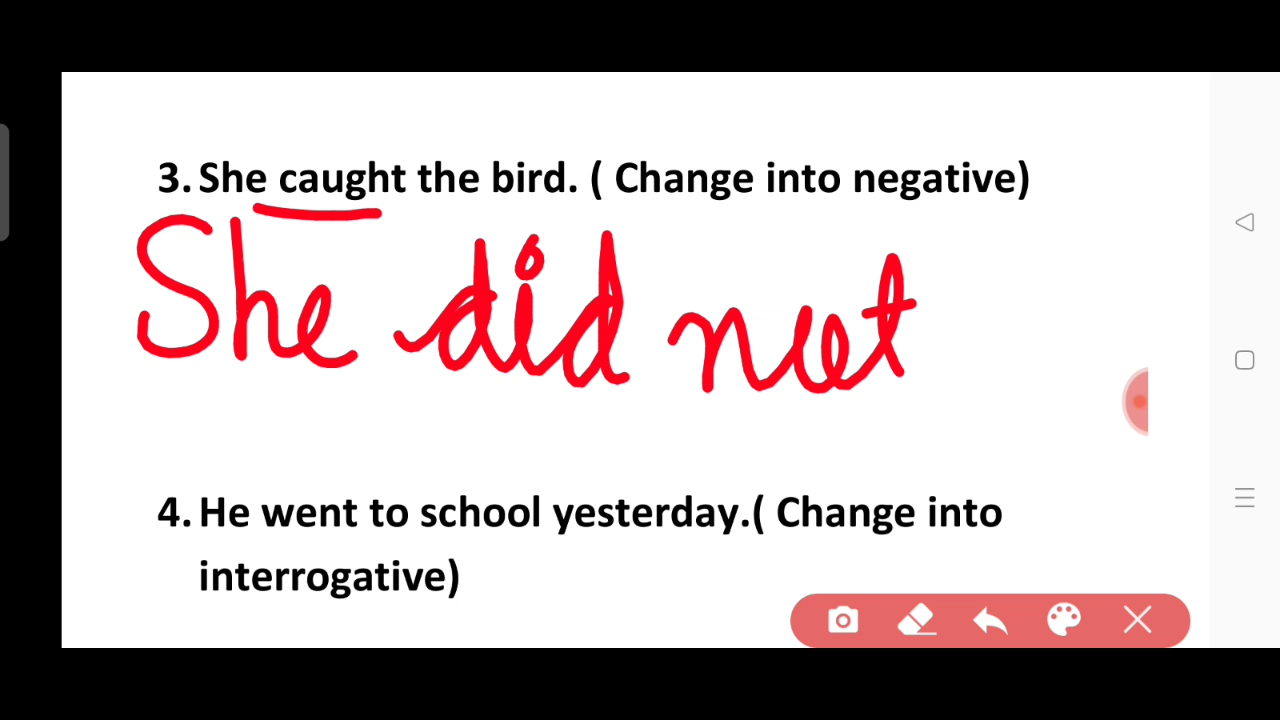 3. She caught the bird. ( Change into negative)
She did not
4. He went to school yesterday.( Change into
interrogative)